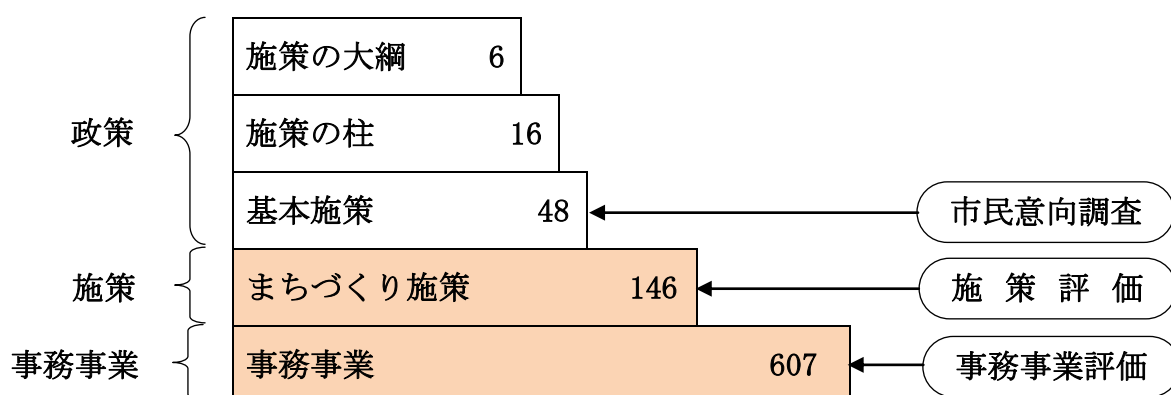 施策の大綱 6
政策
施策の柱 16
基本施策 48
市民意向調査
施策
まちづくり施策 146
施策評価
事務事業
事務事業 607
事務事業評価